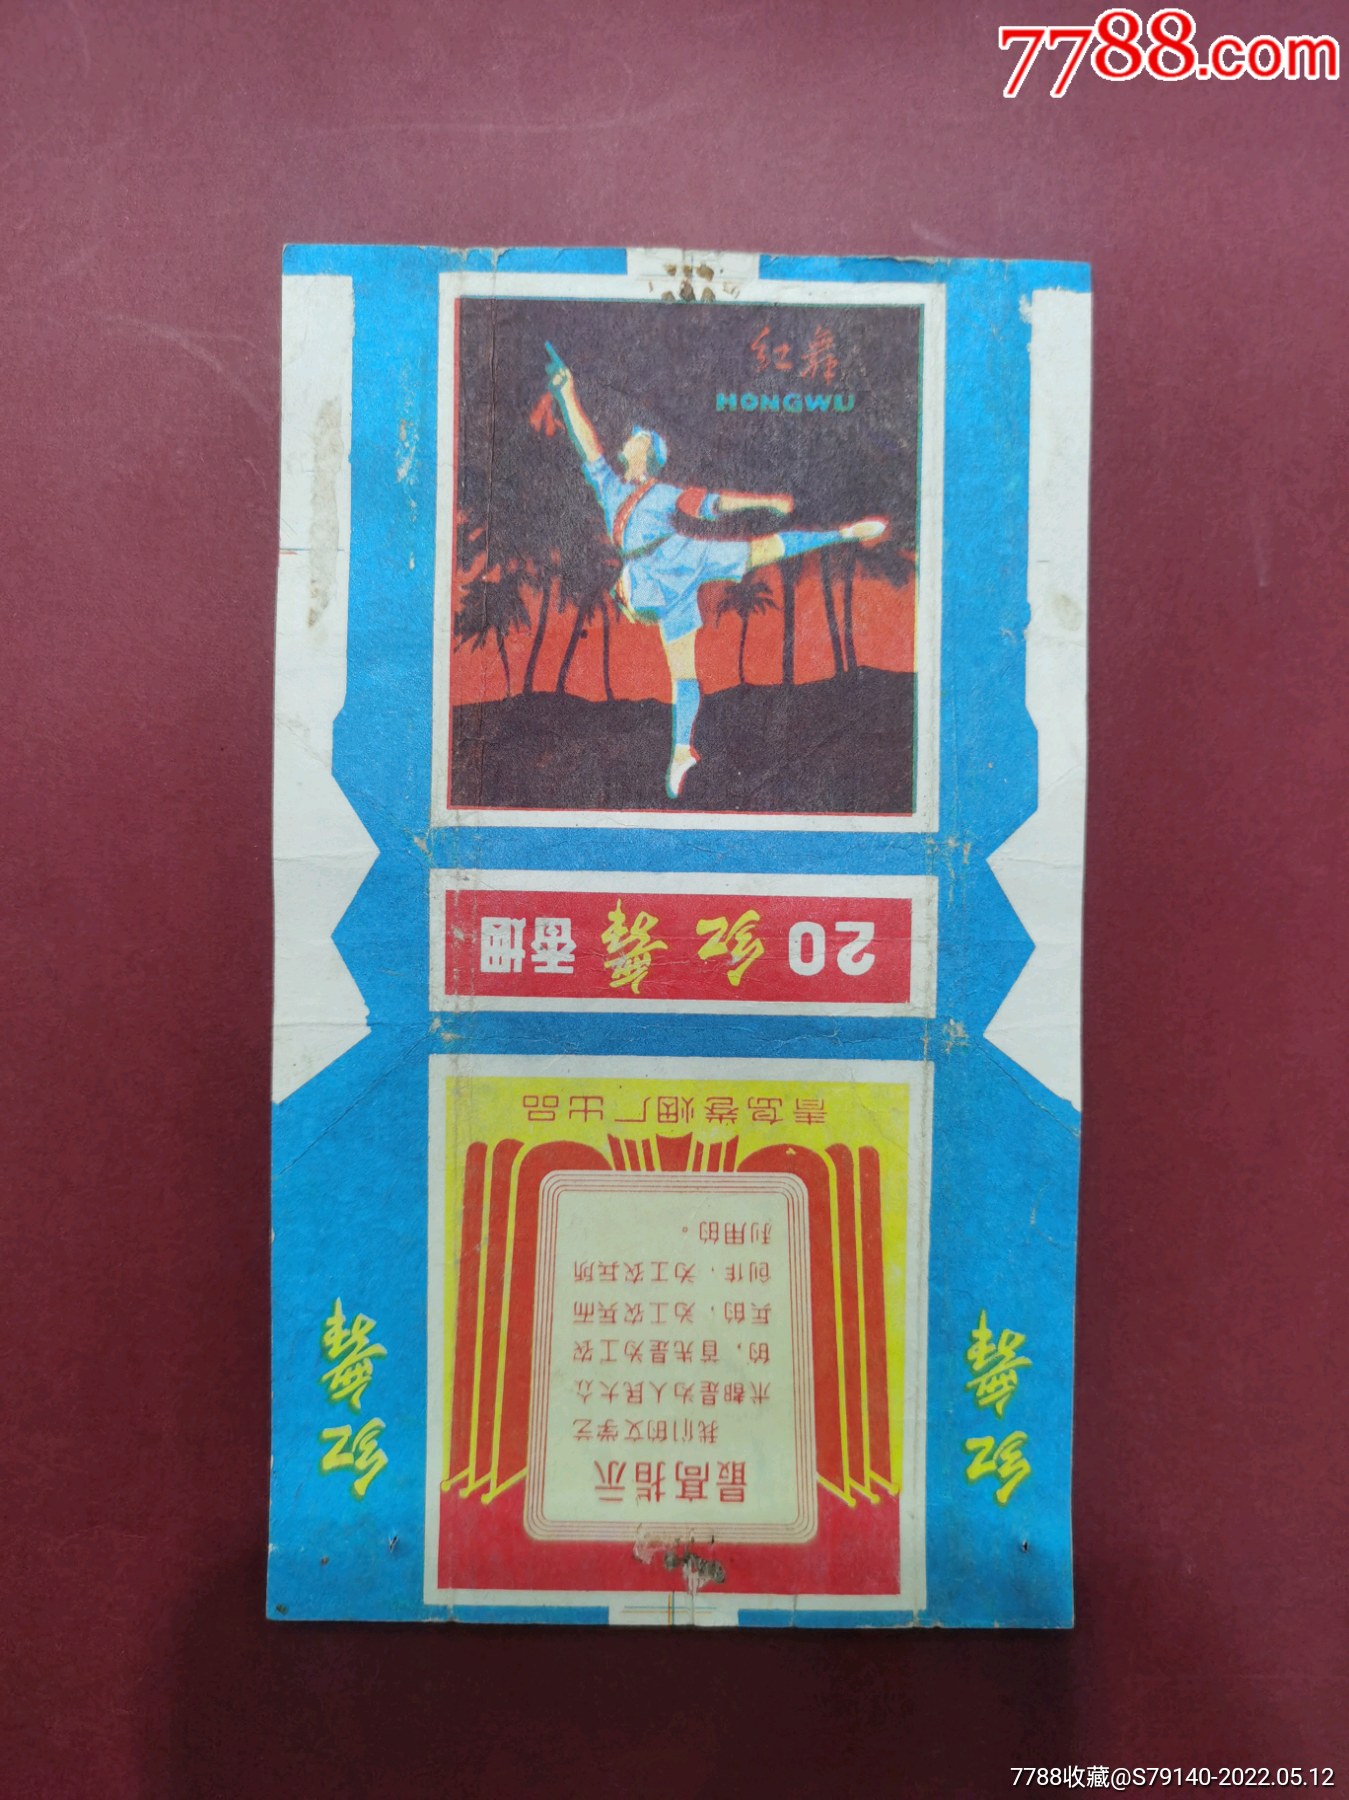 7788.com
红舞
HONGWU
20 红舞 香烟
青岛卷烟厂出品
最高指示
我们的文学艺
术都是为人民大众
的，首先是为工农
兵的，为工农兵而
创作，为工农兵所
利用的。
红舞
红舞
7788收藏@S79140-2022.05.12